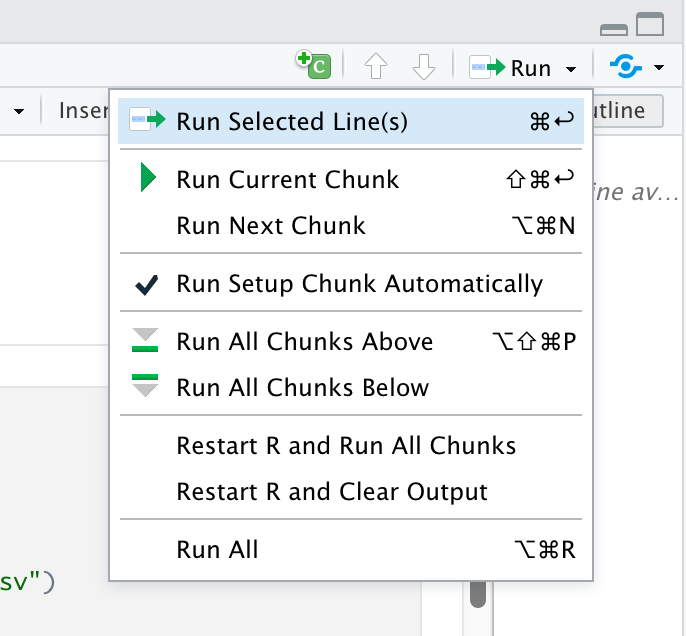 C Run
Inser utline
Run Selected Line(s) ⌘↩
Run Current Chunk ⇧⌘↩
ine av...
Run Next Chunk ⌥⌘N
Run Setup Chunk Automatically
Run All Chunks Above ⌥⇧⌘P
Run All Chunks Below
Restart R and Run All Chunks
Restart R and Clear Output
Run All ⌥⌘R
sv")